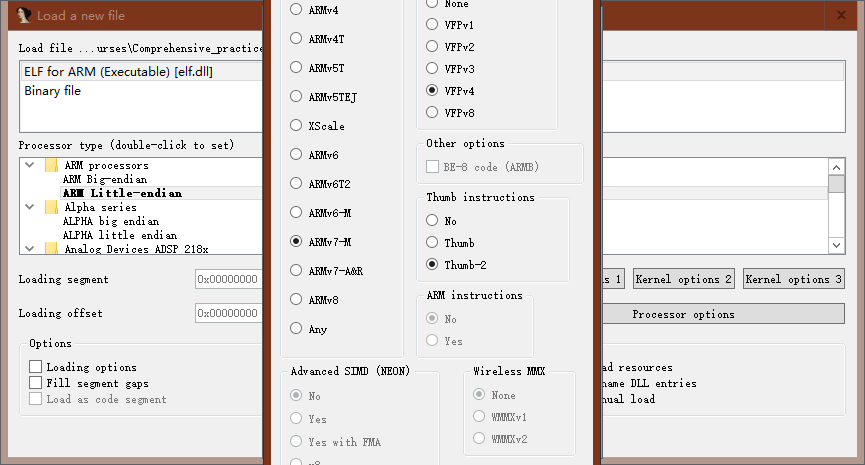 Load a new file
Load file ...urses\Comprehensive_practice
ELF for ARM (Executable) [elf.dll]
Binary file
Processor type (double-click to set)
ARM processors
ARM Big-endian
ARM Little-endian
Alpha series
ALPHA big endian
ALPHA little endian
Analog Devices ADSP 218x
Loading segment
0x00000000
Loading offset
0x00000000
Options
Loading options
Fill segment gaps
Load as code segment
ARMv4
ARMv4T
ARMv5T
ARMv5TEJ
XScale
ARMv6
ARMv6T2
ARMv6-M
ARMv7-M
ARMv7-A&R
ARMv8
Any
Advanced SIMD (NEON)
No
Yes
Yes with FMA
v8
None
VFPv1
VFPv2
VFPv3
VFPv4
VFPv8
Other options
BE-8 code (ARMB)
Thumb instructions
No
Thumb
Thumb-2
ARM instructions
No
Yes
Wireless MMX
None
WMMXv1
WMMXv2
s 1
Kernel options 2
Kernel options 3
Processor options
ad resources
name DLL entries
nual load